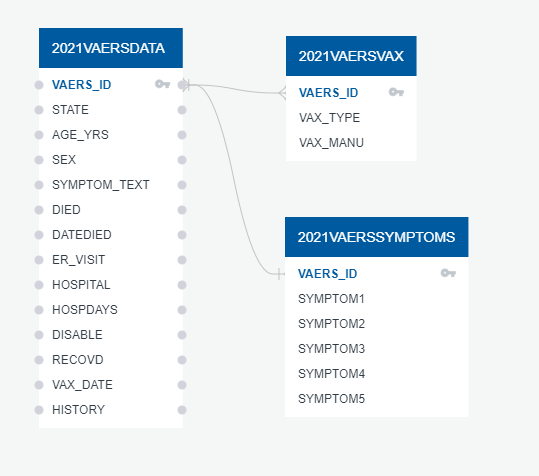 2021VAERSDATA
VAERS_ID
STATE
AGE_YRS
SEX
SYMPTOM_TEXT
DIED
DATEDIED
ER_VISIT
HOSPITAL
HOSPDAYS
DISABLE
RECOVD
VAX_DATE
HISTORY
2021VAERSVAX
VAERS_ID
VAX_TYPE
VAX_MANU
2021VAERSSYMPTOMS
VAERS_ID
SYMPTOM1
SYMPTOM2
SYMPTOM3
SYMPTOM4
SYMPTOM5